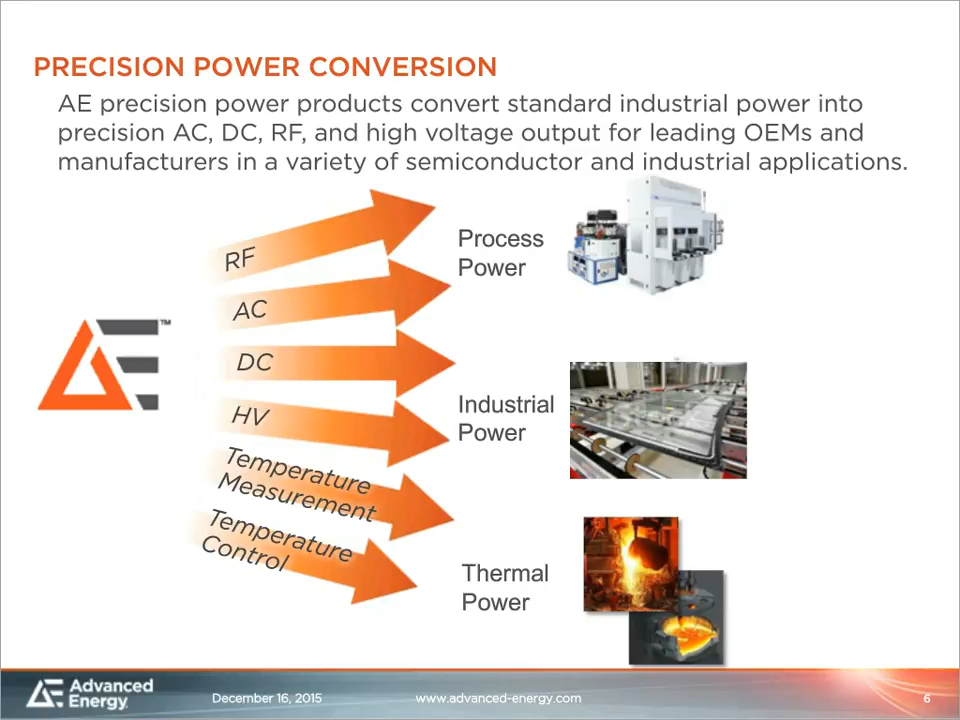 PRECISION POWER CONVERSION
AE precision power products convert standard industrial power into
precision AC, DC, RF, and high voltage output for leading OEMs and
manufacturers in a variety of semiconductor and industrial applications.
RF
AC
DC
HV
Temperature
Measurement
Temperature
Control
AE™
Process
Power
Industrial
Power
Thermal
Power
Advanced
Energy.
December 16, 2015
www.advanced-energy.com
6